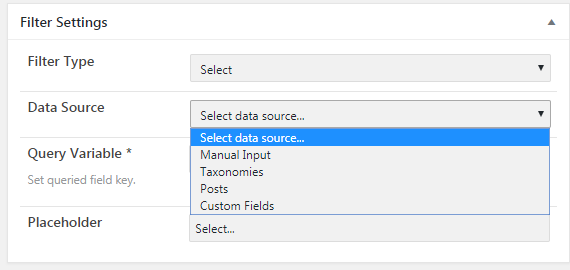 Filter Settings
Filter Type
Select
Data Source
Select data source...
Select data source...
Manual Input
Taxonomies
Posts
Custom Fields
Query Variable *
Set queried field key.
Placeholder
Select...